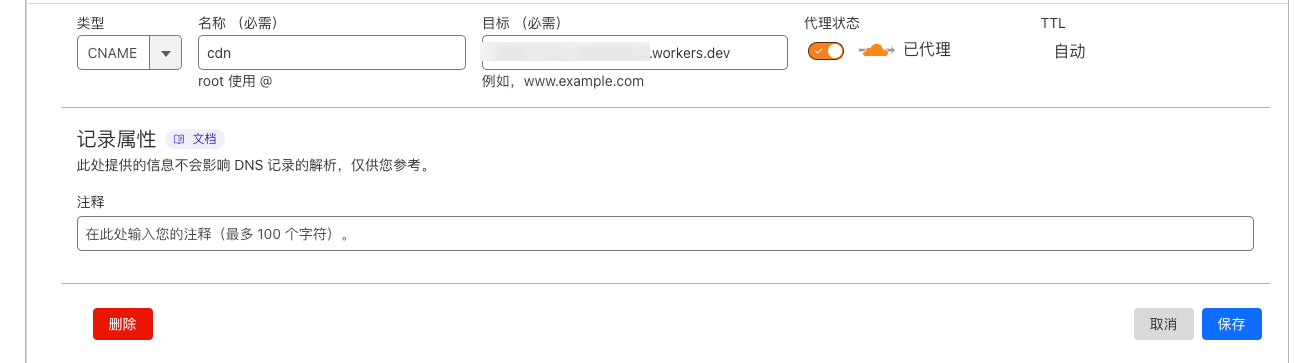 类型
名称 （必需）
目标 （必需）
代理状态
TTL
CNAME
cdn
.workers.dev
已代理
自动
root 使用 @
例如，www.example.com
记录属性
文档
此处提供的信息不会影响 DNS 记录的解析，仅供您参考。
注释
在此处输入您的注释（最多 100 个字符）。
删除
取消
保存